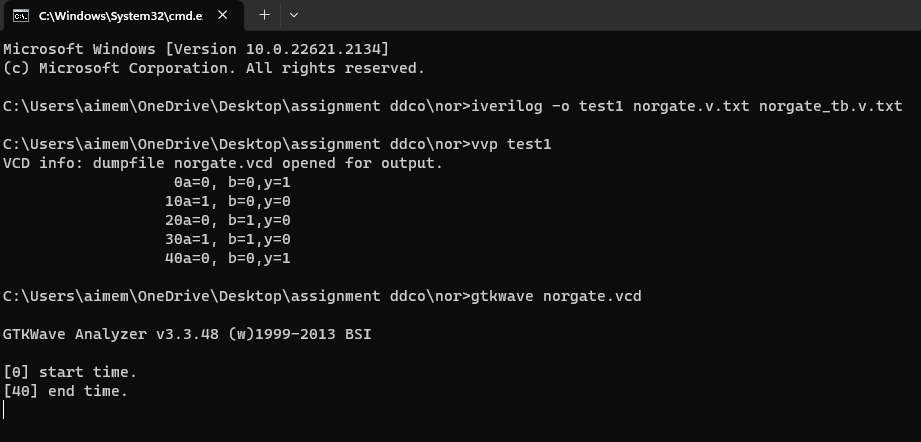 C:\Windows\System32\cmd.e
Microsoft Windows [Version 10.0.22621.2134]
(c) Microsoft Corporation. All rights reserved.
C:\Users\aimem\OneDrive\Desktop\assignment ddco\nor>iverilog -o test1 norgate.v.txt norgate_tb.v.txt
C:\Users\aimem\OneDrive\Desktop\assignment ddco\nor>vvp test1
VCD info: dumpfile norgate.vcd opened for output.
0a=0, b=0,y=1
10a=1, b=0,y=0
20a=0, b=1,y=0
30a=1, b=1,y=0
40a=0, b=0,y=1
C:\Users\aimem\OneDrive\Desktop\assignment ddco\nor>gtkwave norgate.vcd
GTKWave Analyzer v3.3.48 (w)1999-2013 BSI
[0] start time.
[40] end time.